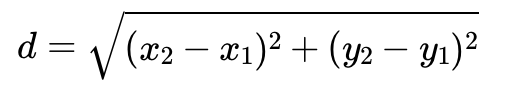 d = √(x₂ − x₁)² + (y₂ − y₁)²